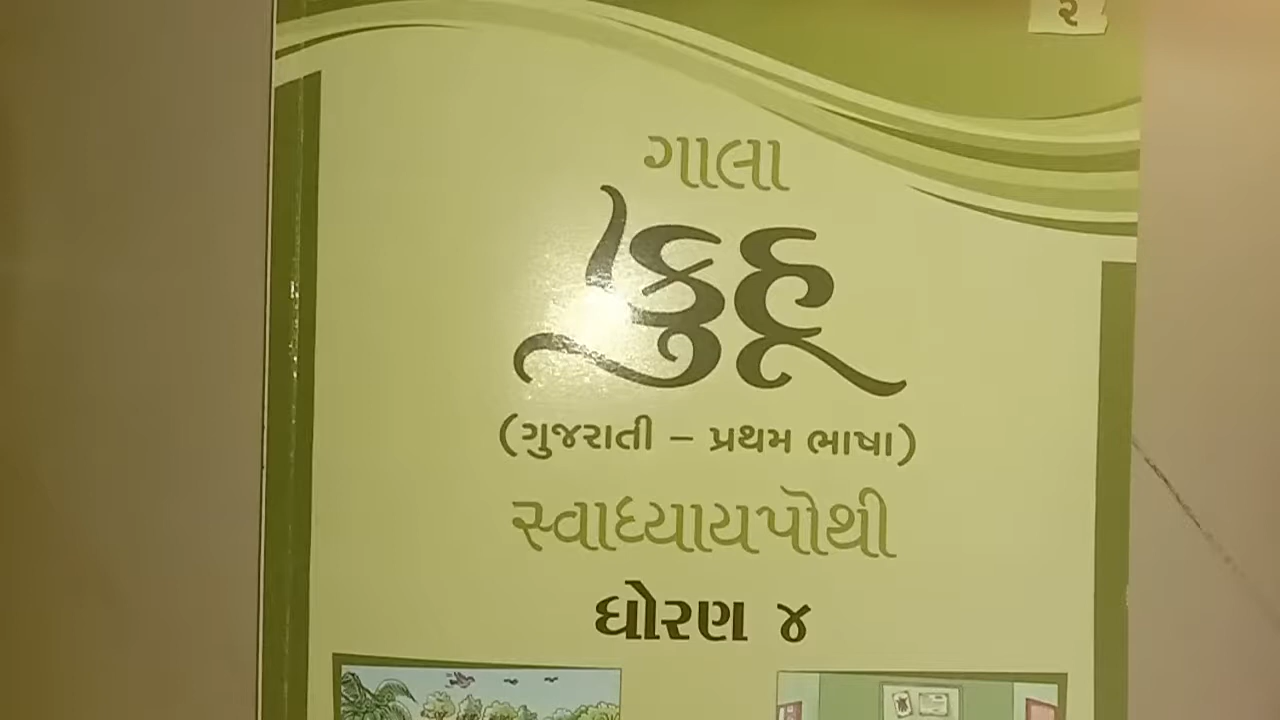 ૨
ગાલા
કુહૂ
(ગુજરાતી – પ્રથમ ભાષા)
સ્વાધ્યાયપોથી
ધોરણ ૪